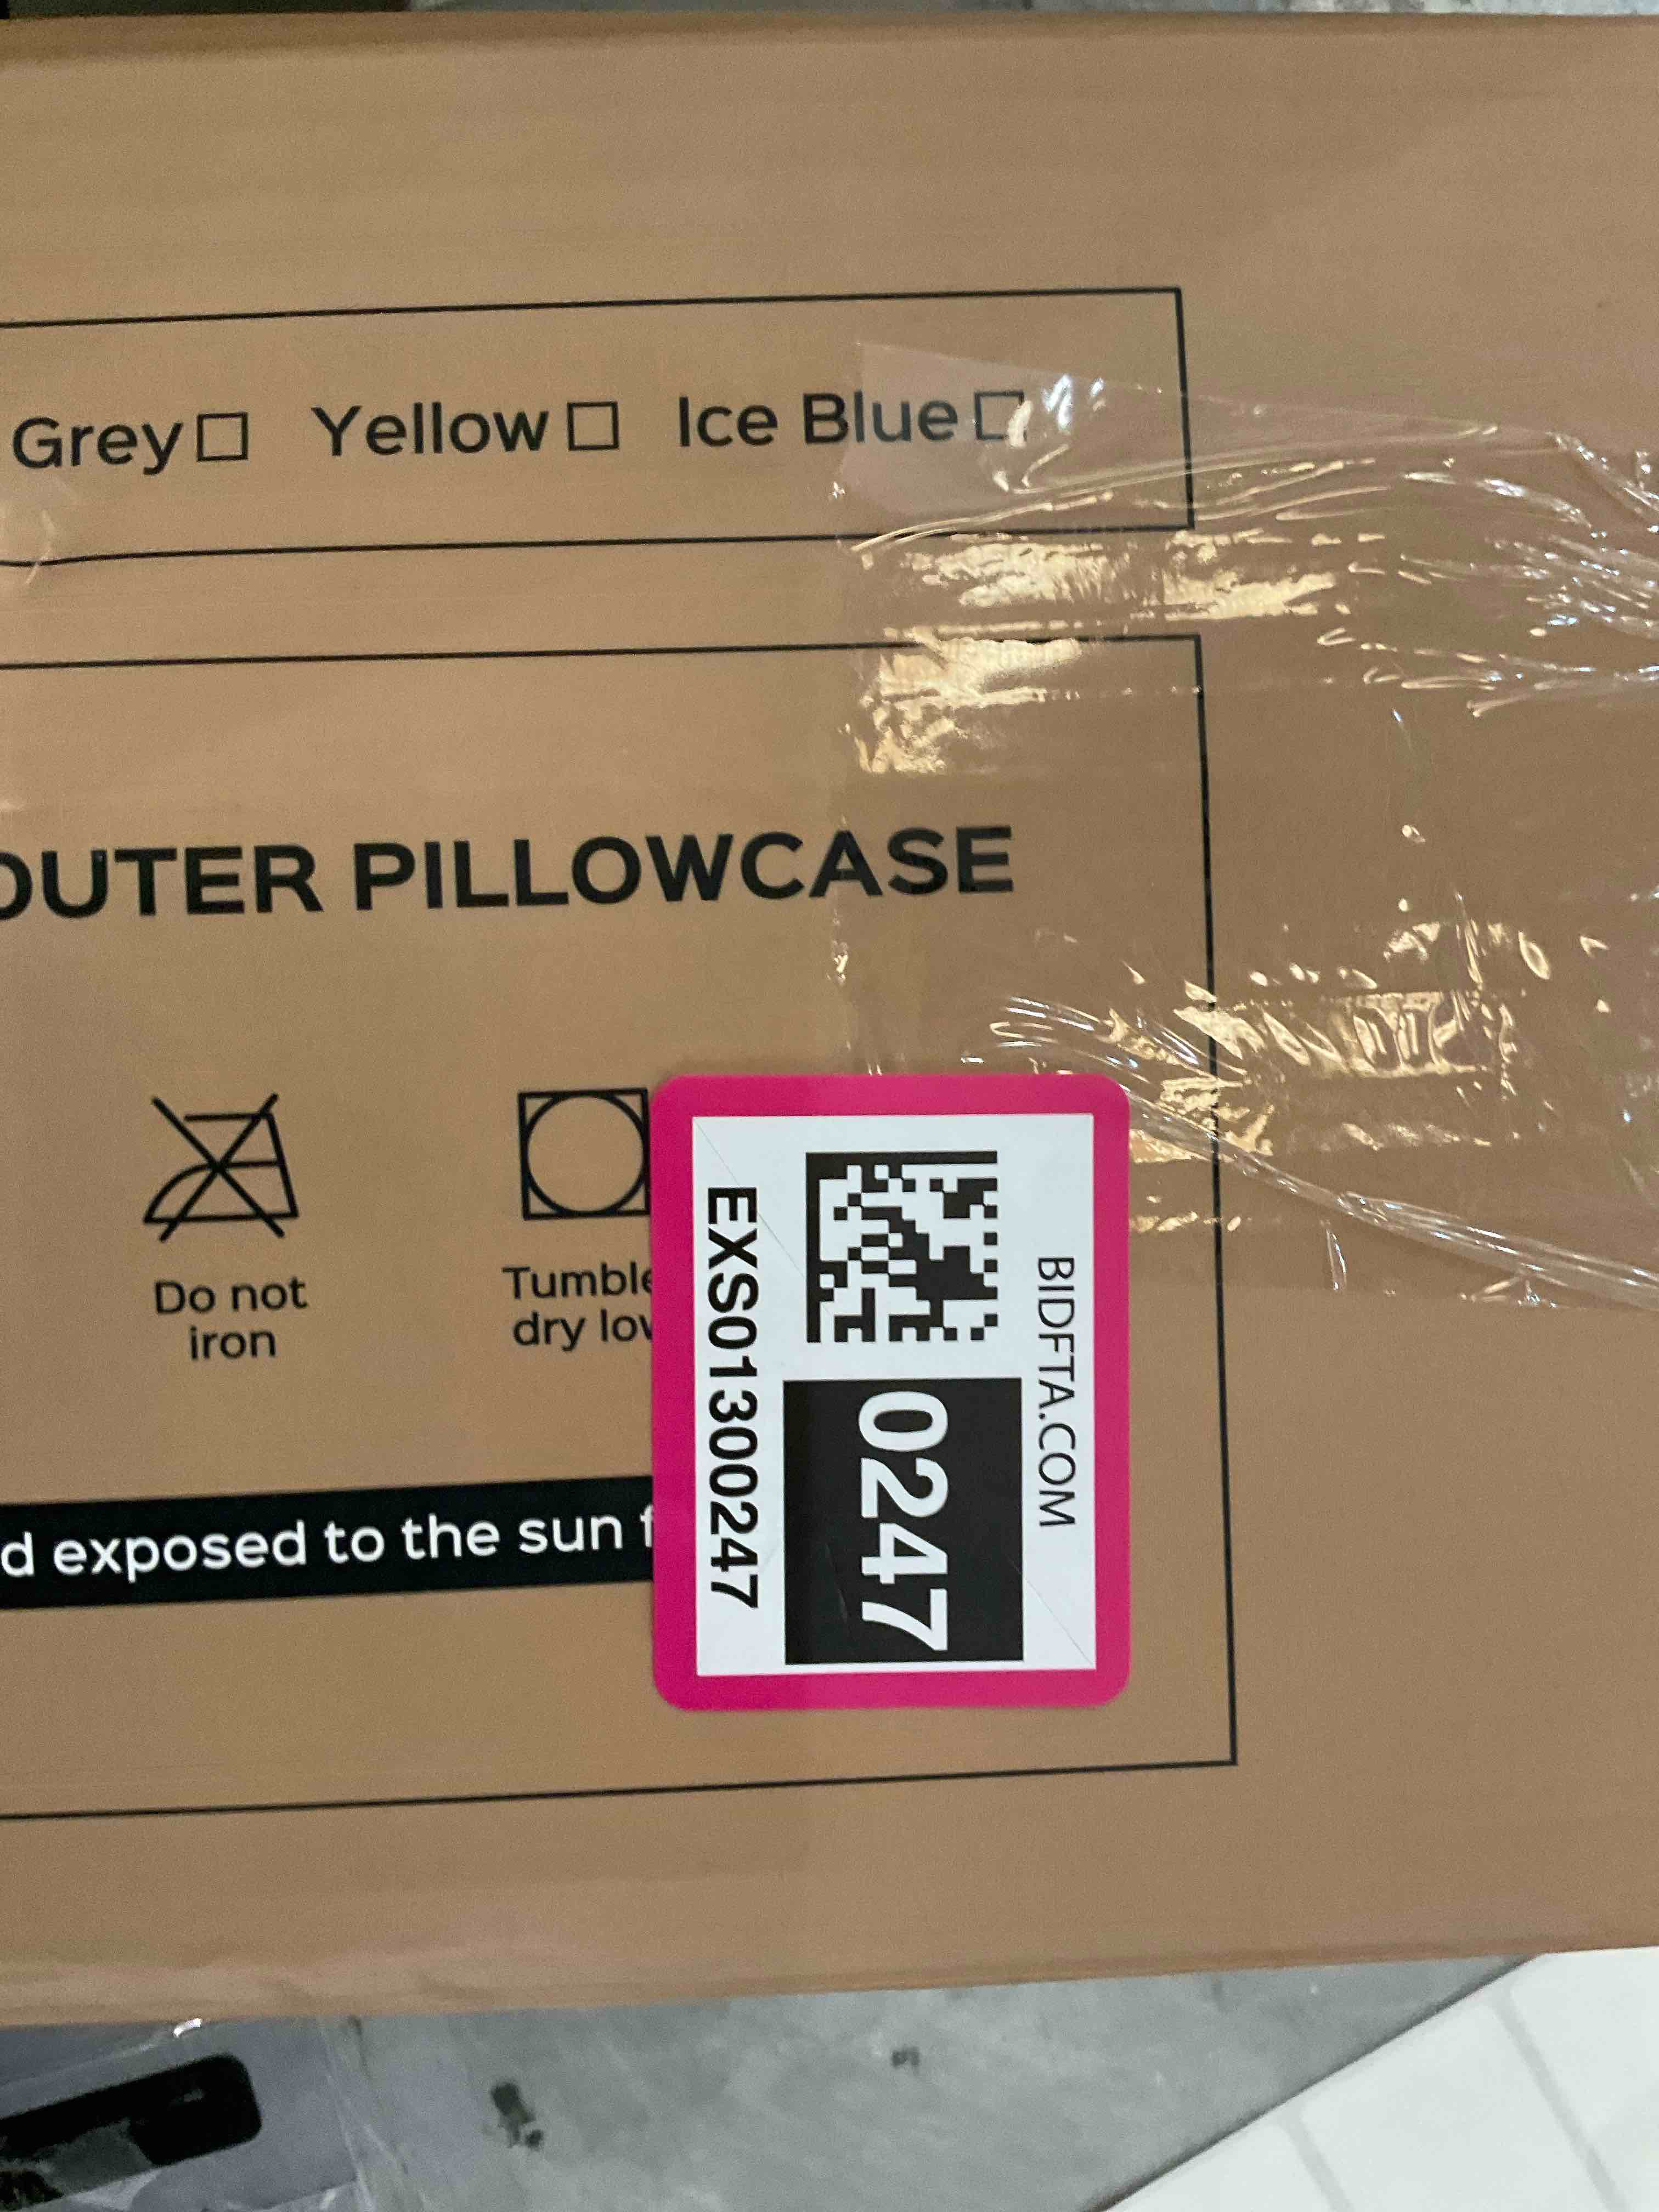 Grey☐ Yellow☐ Ice Blue☐
OUTER PILLOWCASE
Do not
iron
Tumble
dry low
d exposed to the sun f
BIDFTA.COM
0247
EXS01300247